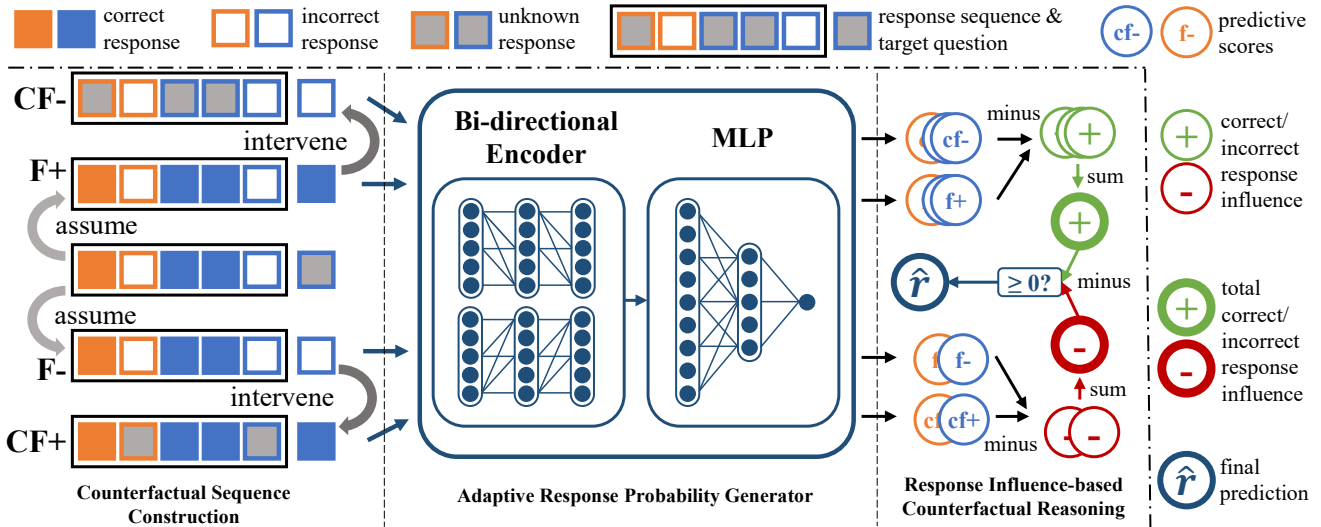 correct
response
incorrect
response
unknown
response
response sequence &
target question
cf-
f-
predictive
scores
CF-
intervene
F+
assume
assume
F-
intervene
CF+
Counterfactual Sequence
Construction
Bi-directional
Encoder
MLP
Adaptive Response Probability Generator
cf-
minus
+
f+
sum
+
r̂
≥ 0?
minus
-
f
f-
sum
cf
cf+
minus
-
-
Response Influence-based
Counterfactual Reasoning
+
-
correct/
incorrect
response
influence
+
-
total
correct/
incorrect
response
influence
r̂
final
prediction